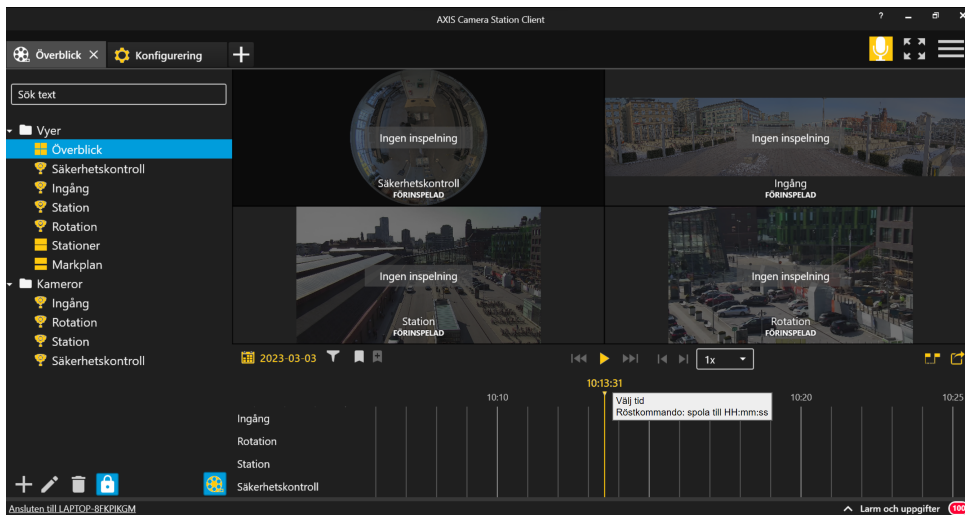 AXIS Camera Station Client
?
Överblick
Konfigurering
Sök text
Vyer
Överblick
Säkerhetskontroll
Ingång
Station
Rotation
Stationer
Markplan
Kameror
Ingång
Rotation
Station
Säkerhetskontroll
Ingen inspelning
Säkerhetskontroll
FÖRINSPELAD
Ingen inspelning
Ingång
FÖRINSPELAD
Ingen inspelning
Station
FÖRINSPELAD
Ingen inspelning
Rotation
FÖRINSPELAD
2023-03-03
1x
10:13:31
10:10
10:20
10:25
Välj tid
Röstkommando: spola till HH:mm:ss
Ingång
Rotation
Station
Säkerhetskontroll
Ansluten till LAPTOP-8FKPIKGM
Larm och uppgifter
100